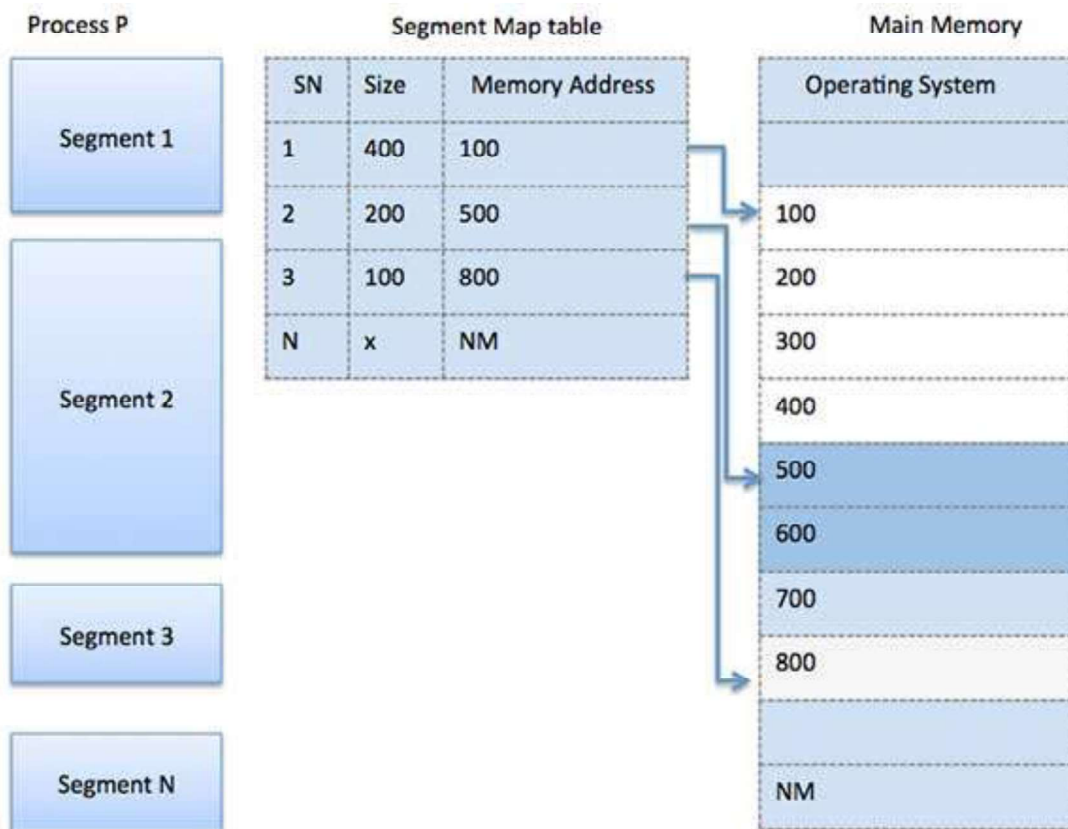 Process P
Segment 1
Segment 2
Segment 3
Segment N
Segment Map table
SN Size Memory Address
1 400 100
2 200 500
3 100 800
N x NM
Main Memory
Operating System
100
200
300
400
500
600
700
800
NM